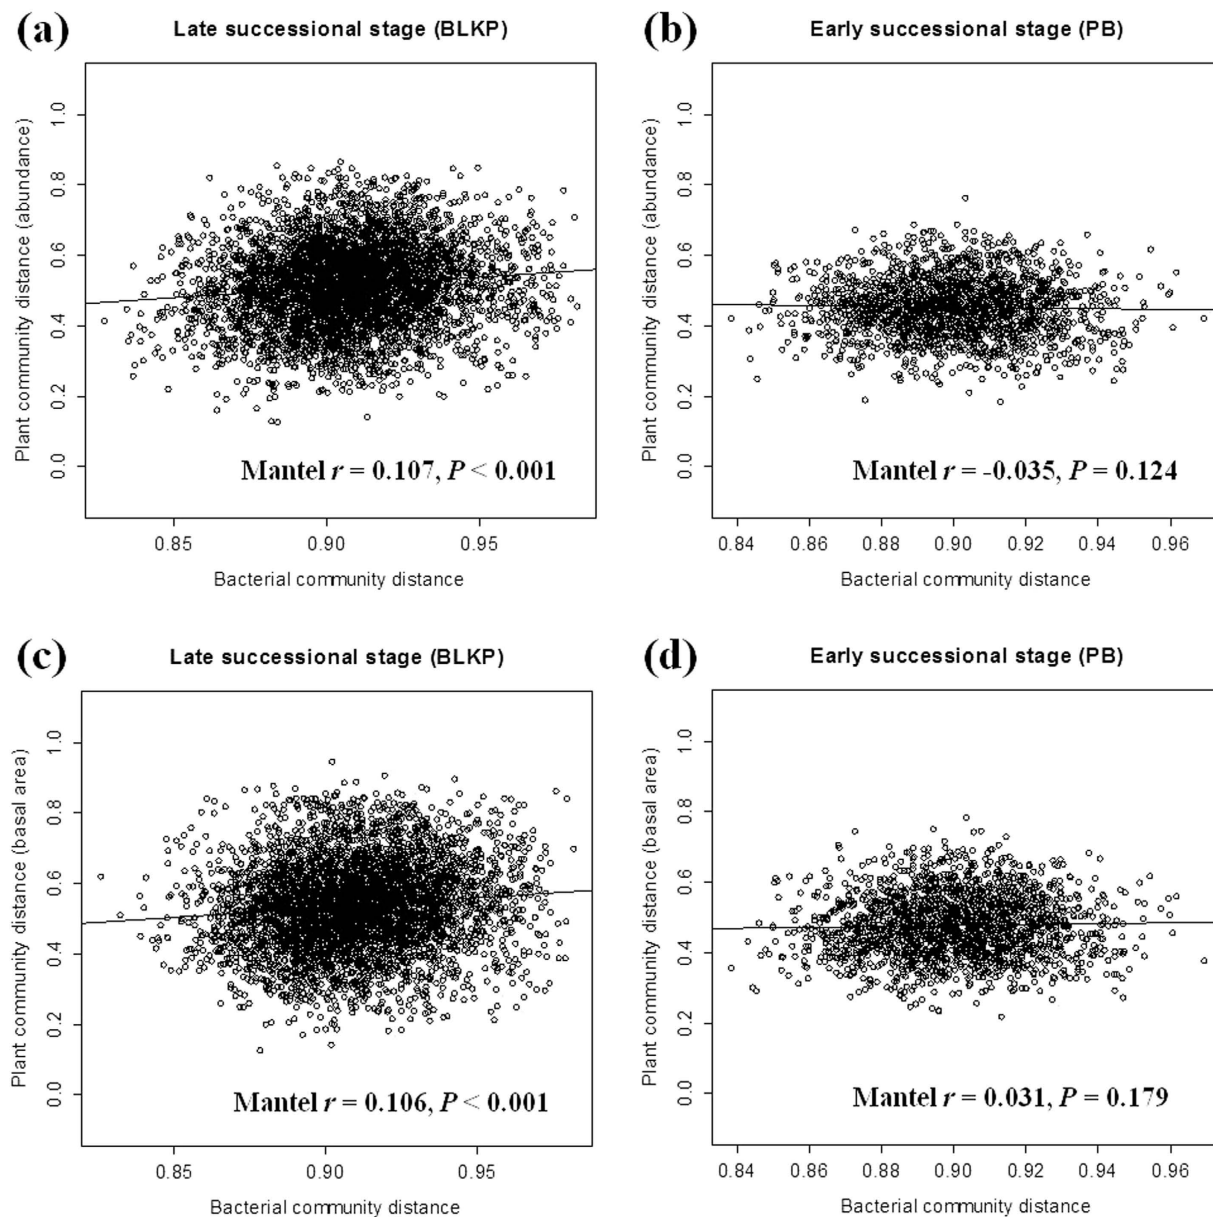 (a)
Late successional stage (BLKP)
Plant community distance (abundance)
1.0
0.8
0.6
0.4
0.2
0.0
Mantel r = 0.107, P < 0.001
0.85 0.90 0.95
Bacterial community distance
(b)
Early successional stage (PB)
Plant community distance (abundance)
1.0
0.8
0.6
0.4
0.2
0.0
Mantel r = -0.035, P = 0.124
0.84 0.86 0.88 0.90 0.92 0.94 0.96
Bacterial community distance
(c)
Late successional stage (BLKP)
Plant community distance (basal area)
1.0
0.8
0.6
0.4
0.2
0.0
Mantel r = 0.106, P < 0.001
0.85 0.90 0.95
Bacterial community distance
(d)
Early successional stage (PB)
Plant community distance (basal area)
1.0
0.8
0.6
0.4
0.2
0.0
Mantel r = 0.031, P = 0.179
0.84 0.86 0.88 0.90 0.92 0.94 0.96
Bacterial community distance